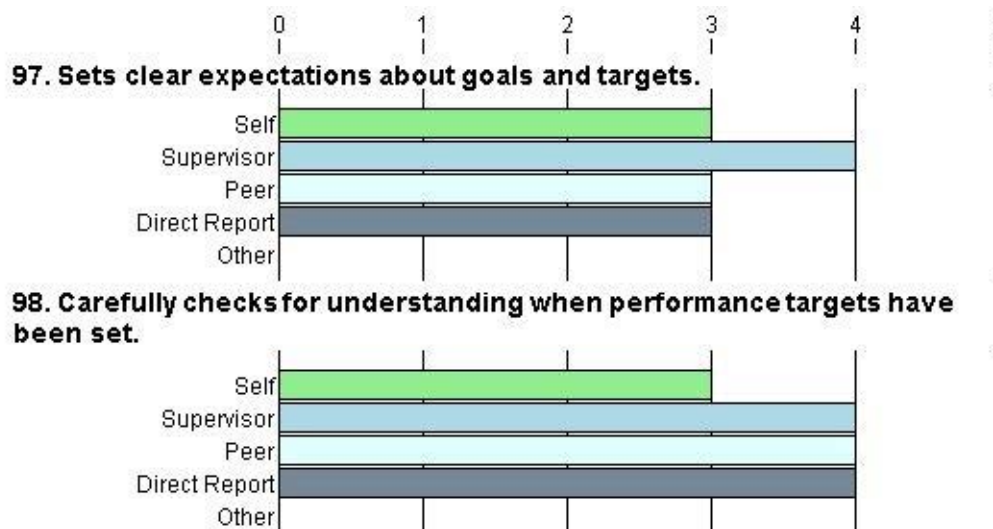 0 1 2 3 4
97. Sets clear expectations about goals and targets.
Self
Supervisor
Peer
Direct Report
Other
98. Carefully checks for understanding when performance targets have
been set.
Self
Supervisor
Peer
Direct Report
Other